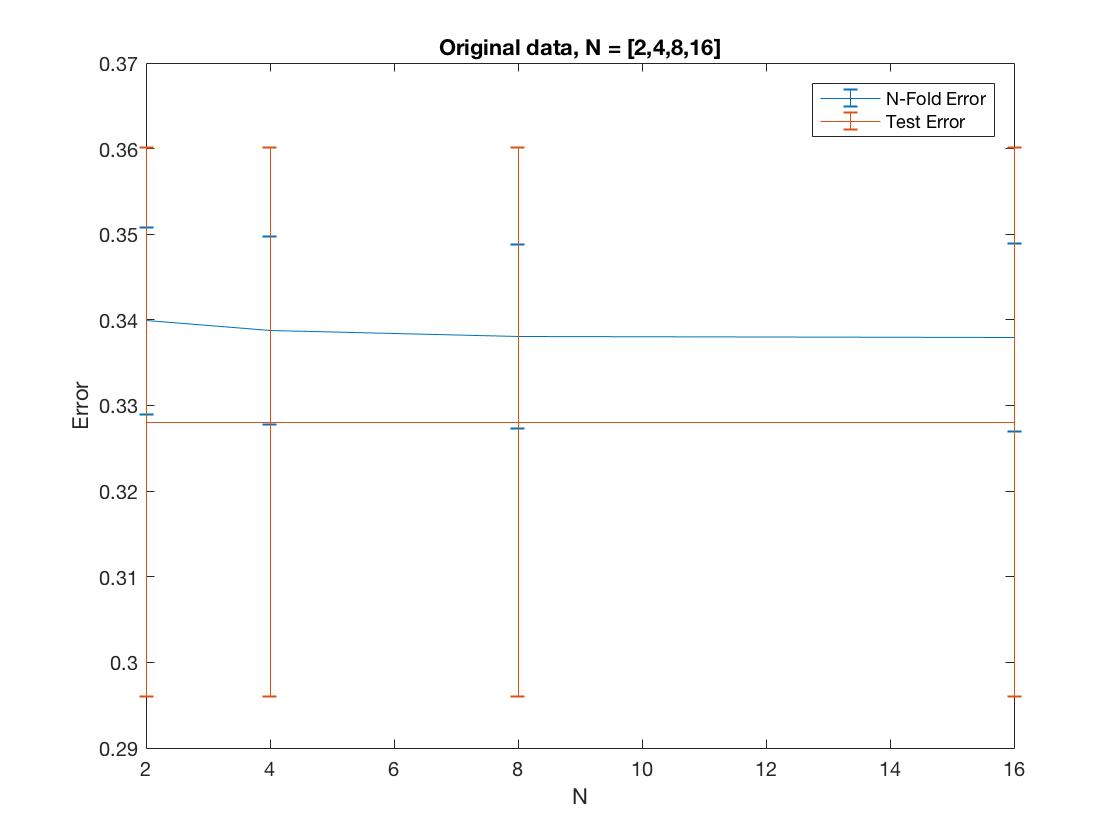 Original data, N = [2,4,8,16]
0.37
0.36
0.35
0.34
0.33
0.32
0.31
0.3
0.29
Error
N-Fold Error
Test Error
2 4 6 8 10 12 14 16
N